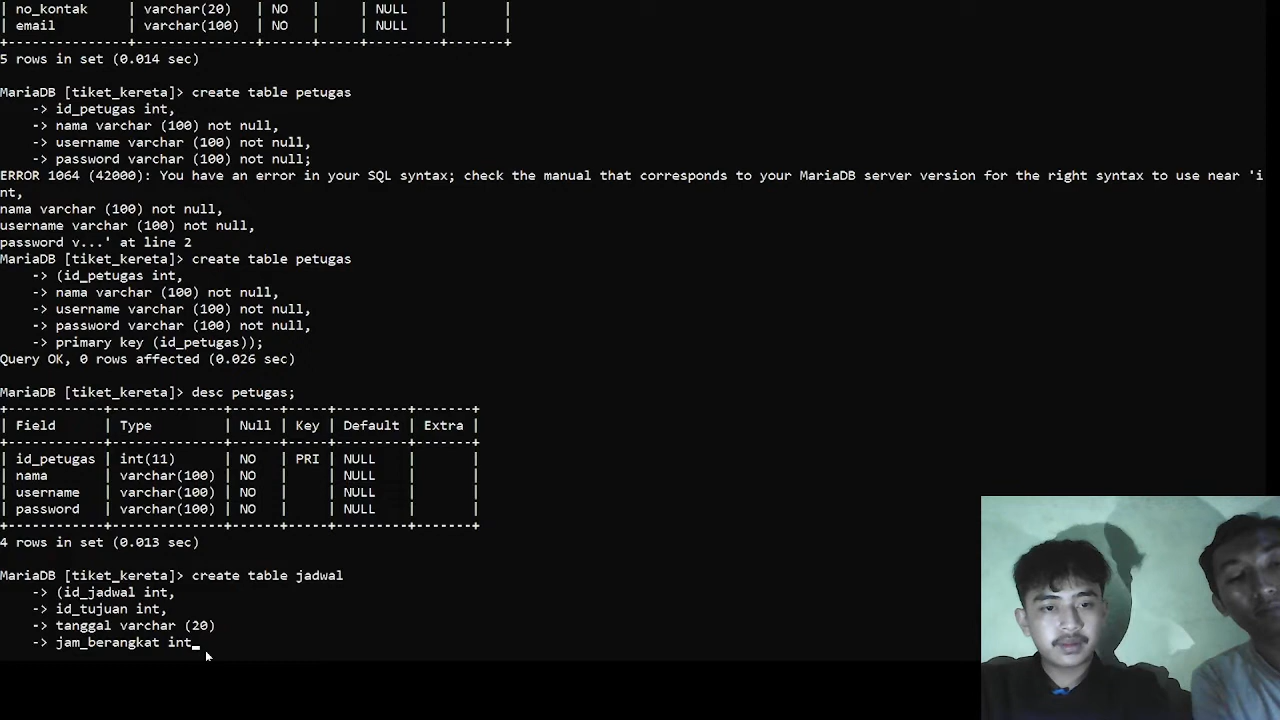 | no_kontak     | varchar(20)  | NO   |     | NULL    |       |
| email         | varchar(100) | NO   |     | NULL    |       |
+---------------+--------------+------+-----+---------+-------+
5 rows in set (0.014 sec)
MariaDB [tiket_kereta]> create table petugas
    -> id_petugas int,
    -> nama varchar (100) not null,
    -> username varchar (100) not null,
    -> password varchar (100) not null;
ERROR 1064 (42000): You have an error in your SQL syntax; check the manual that corresponds to your MariaDB server version for the right syntax to use near 'i
nt,
nama varchar (100) not null,
username varchar (100) not null,
password v...' at line 2
MariaDB [tiket_kereta]> create table petugas
    -> (id_petugas int,
    -> nama varchar (100) not null,
    -> username varchar (100) not null,
    -> password varchar (100) not null,
    -> primary key (id_petugas));
Query OK, 0 rows affected (0.026 sec)
MariaDB [tiket_kereta]> desc petugas;
+------------+--------------+------+-----+---------+-------+
| Field      | Type         | Null | Key | Default | Extra |
+------------+--------------+------+-----+---------+-------+
| id_petugas | int(11)      | NO   | PRI | NULL    |       |
| nama       | varchar(100) | NO   |     | NULL    |       |
| username   | varchar(100) | NO   |     | NULL    |       |
| password   | varchar(100) | NO   |     | NULL    |       |
+------------+--------------+------+-----+---------+-------+
4 rows in set (0.013 sec)
MariaDB [tiket_kereta]> create table jadwal
    -> (id_jadwal int,
    -> id_tujuan int,
    -> tanggal varchar (20)
    -> jam_berangkat int